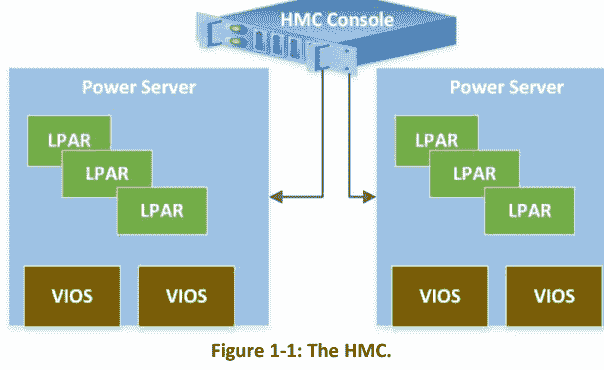 HMC Console
Power Server
LPAR
LPAR
LPAR
VIOS VIOS
Power Server
LPAR
LPAR
LPAR
VIOS VIOS
Figure 1-1: The HMC.